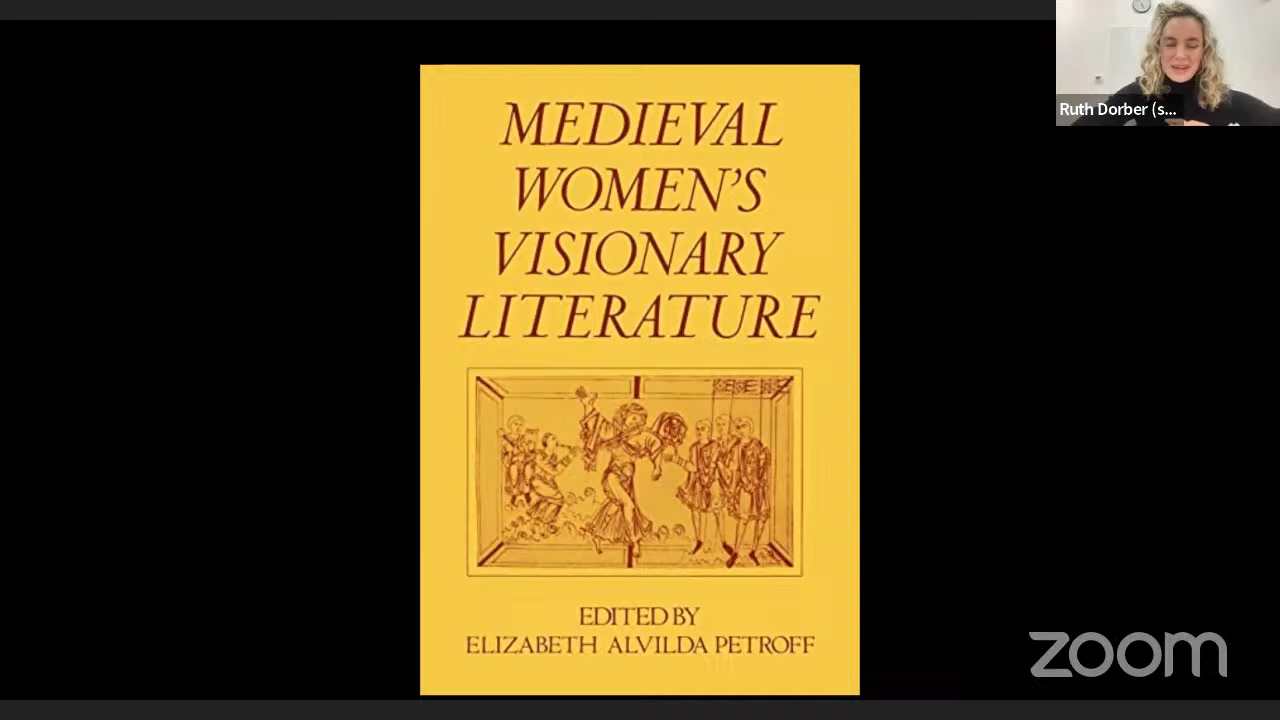 MEDIEVAL
WOMEN'S
VISIONARY
LITERATURE
EDITED BY
ELIZABETH ALVILDA PETROFF
Ruth Dorber (s...
zoom